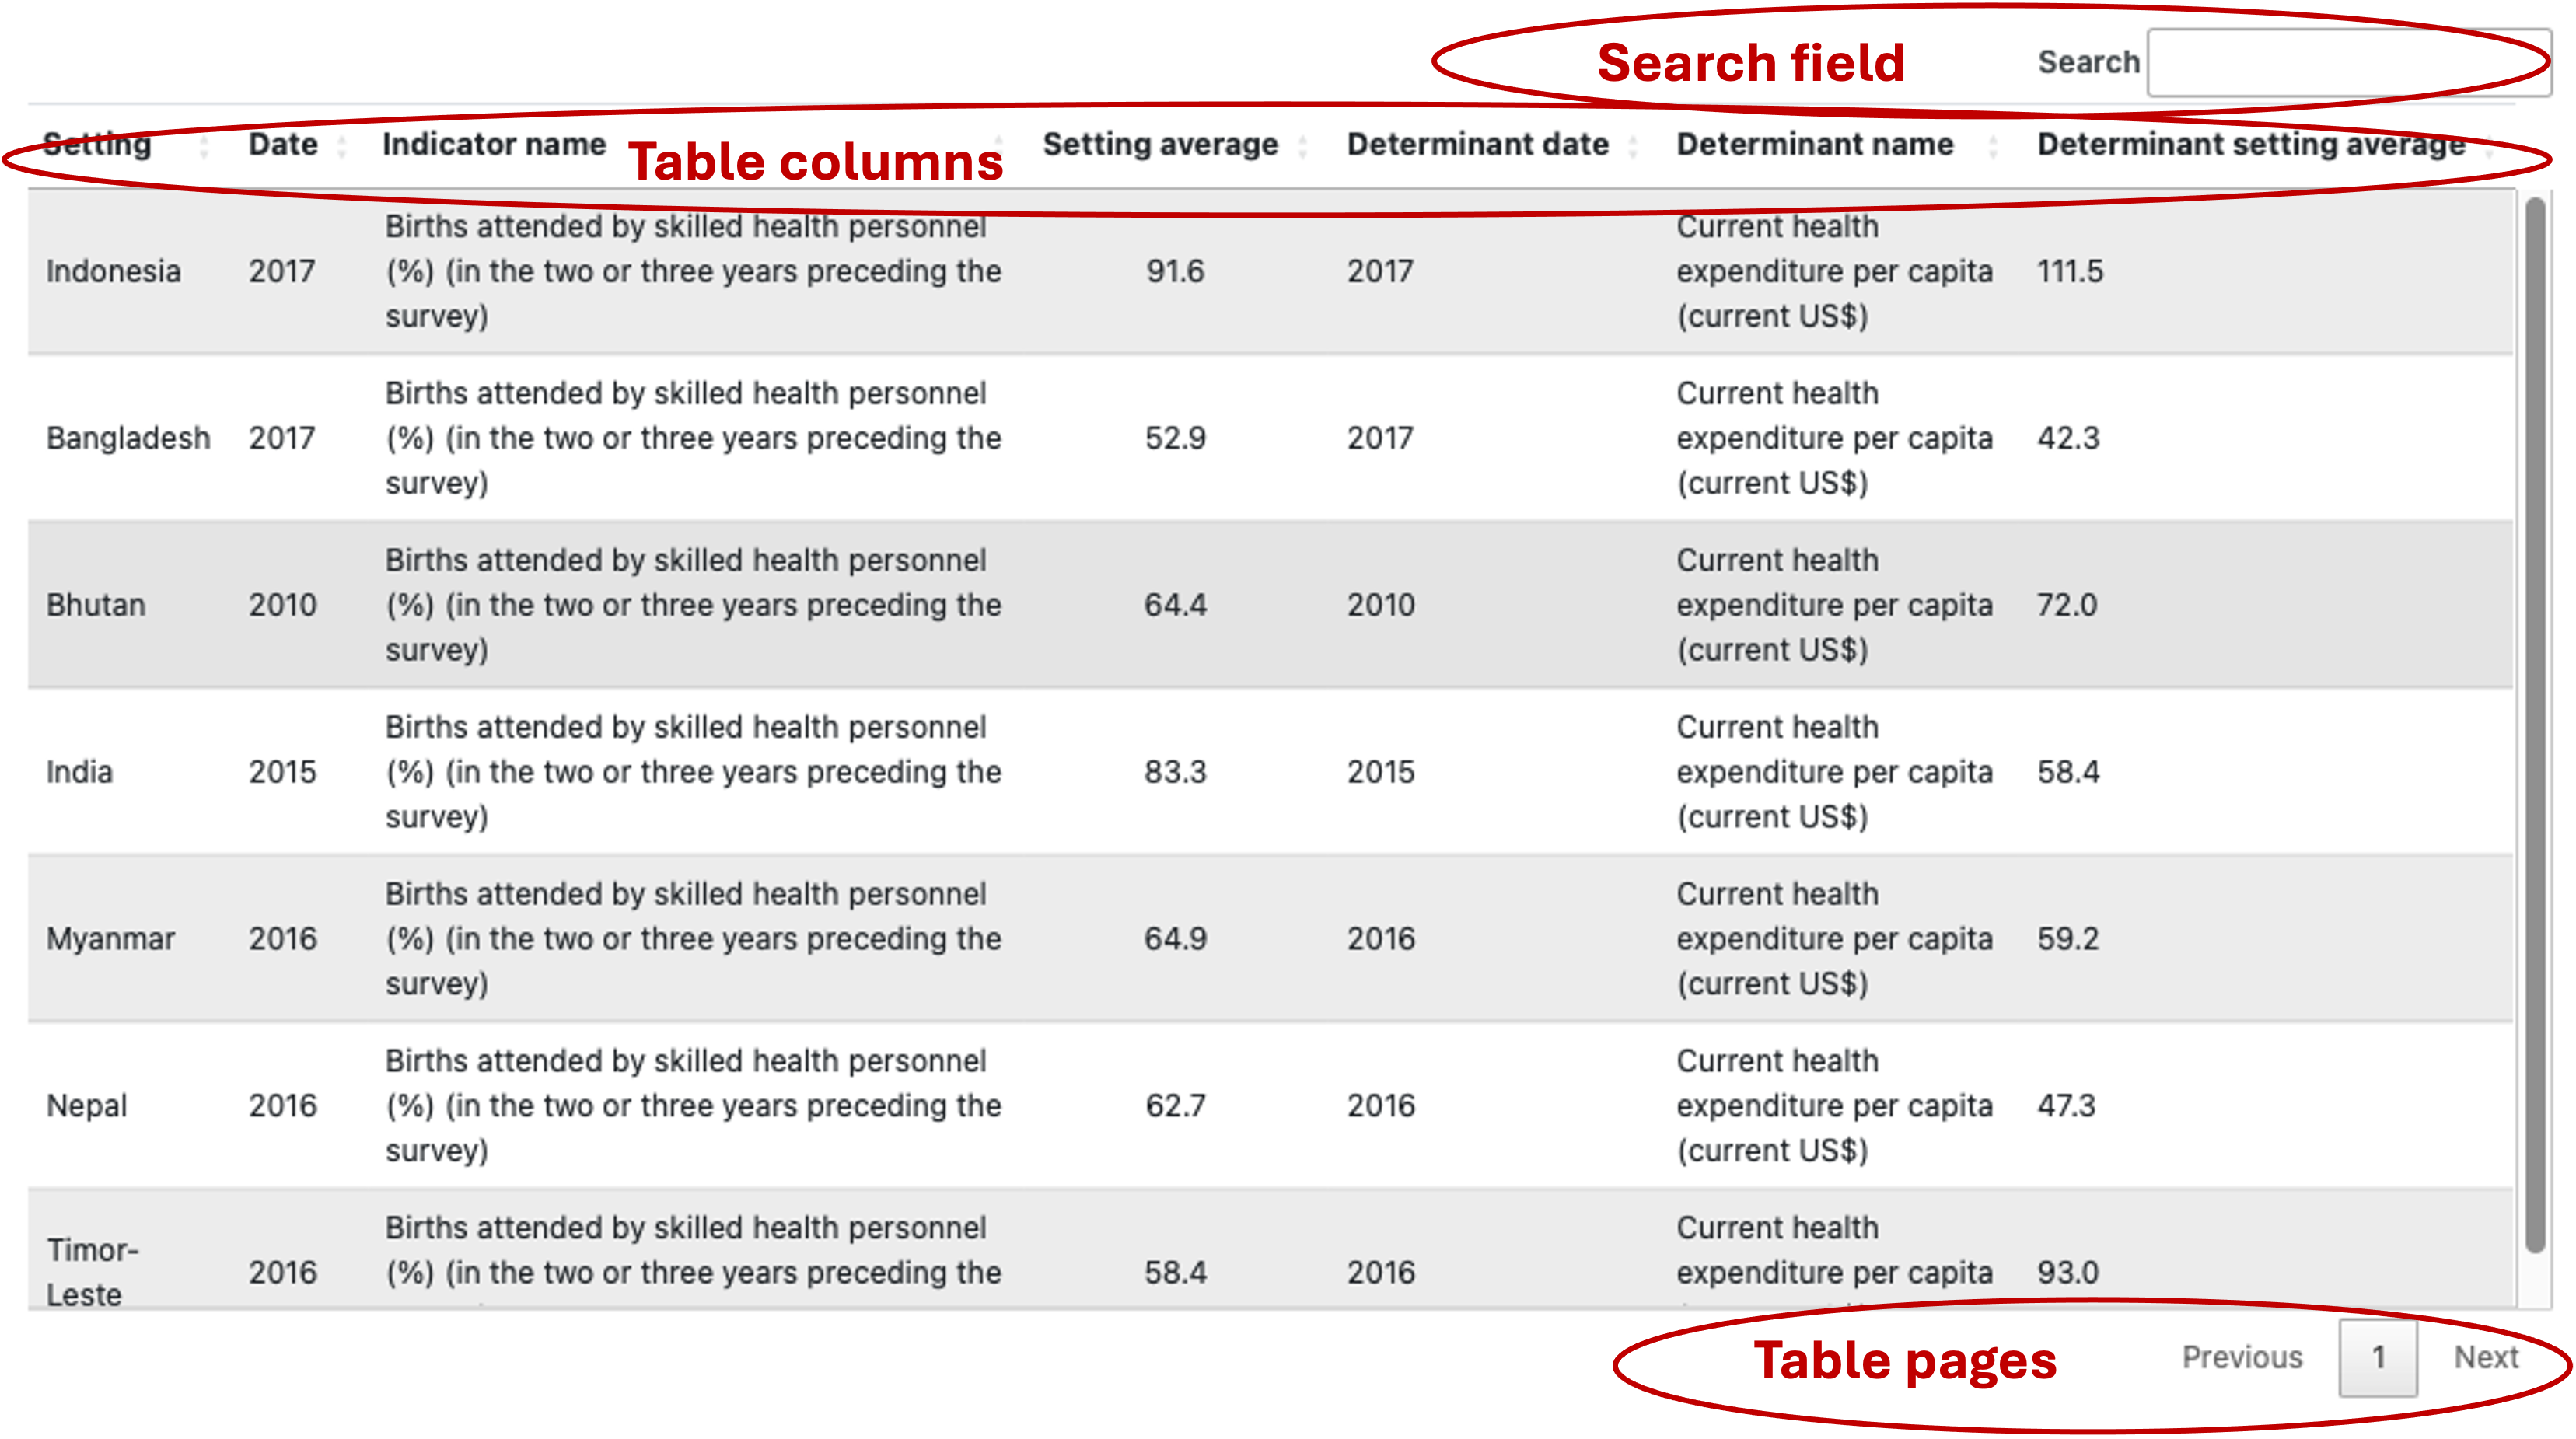 Search field
Search
Setting Date Indicator name Table columns Setting average Determinant date Determinant name Determinant setting average
Births attended by skilled health personnel Current health
Indonesia 2017 (%) (in the two or three years preceding the 91.6 2017 expenditure per capita 111.5
survey) (current US$)
Births attended by skilled health personnel Current health
Bangladesh 2017 (%) (in the two or three years preceding the 52.9 2017 expenditure per capita 42.3
survey) (current US$)
Births attended by skilled health personnel Current health
Bhutan 2010 (%) (in the two or three years preceding the 64.4 2010 expenditure per capita 72.0
survey) (current US$)
Births attended by skilled health personnel Current health
India 2015 (%) (in the two or three years preceding the 83.3 2015 expenditure per capita 58.4
survey) (current US$)
Births attended by skilled health personnel Current health
Myanmar 2016 (%) (in the two or three years preceding the 64.9 2016 expenditure per capita 59.2
survey) (current US$)
Births attended by skilled health personnel Current health
Nepal 2016 (%) (in the two or three years preceding the 62.7 2016 expenditure per capita 47.3
survey) (current US$)
Births attended by skilled health personnel Current health
Timor-
2016 (%) (in the two or three years preceding the 58.4 2016 expenditure per capita 93.0
Leste
Table pages Previous 1 Next